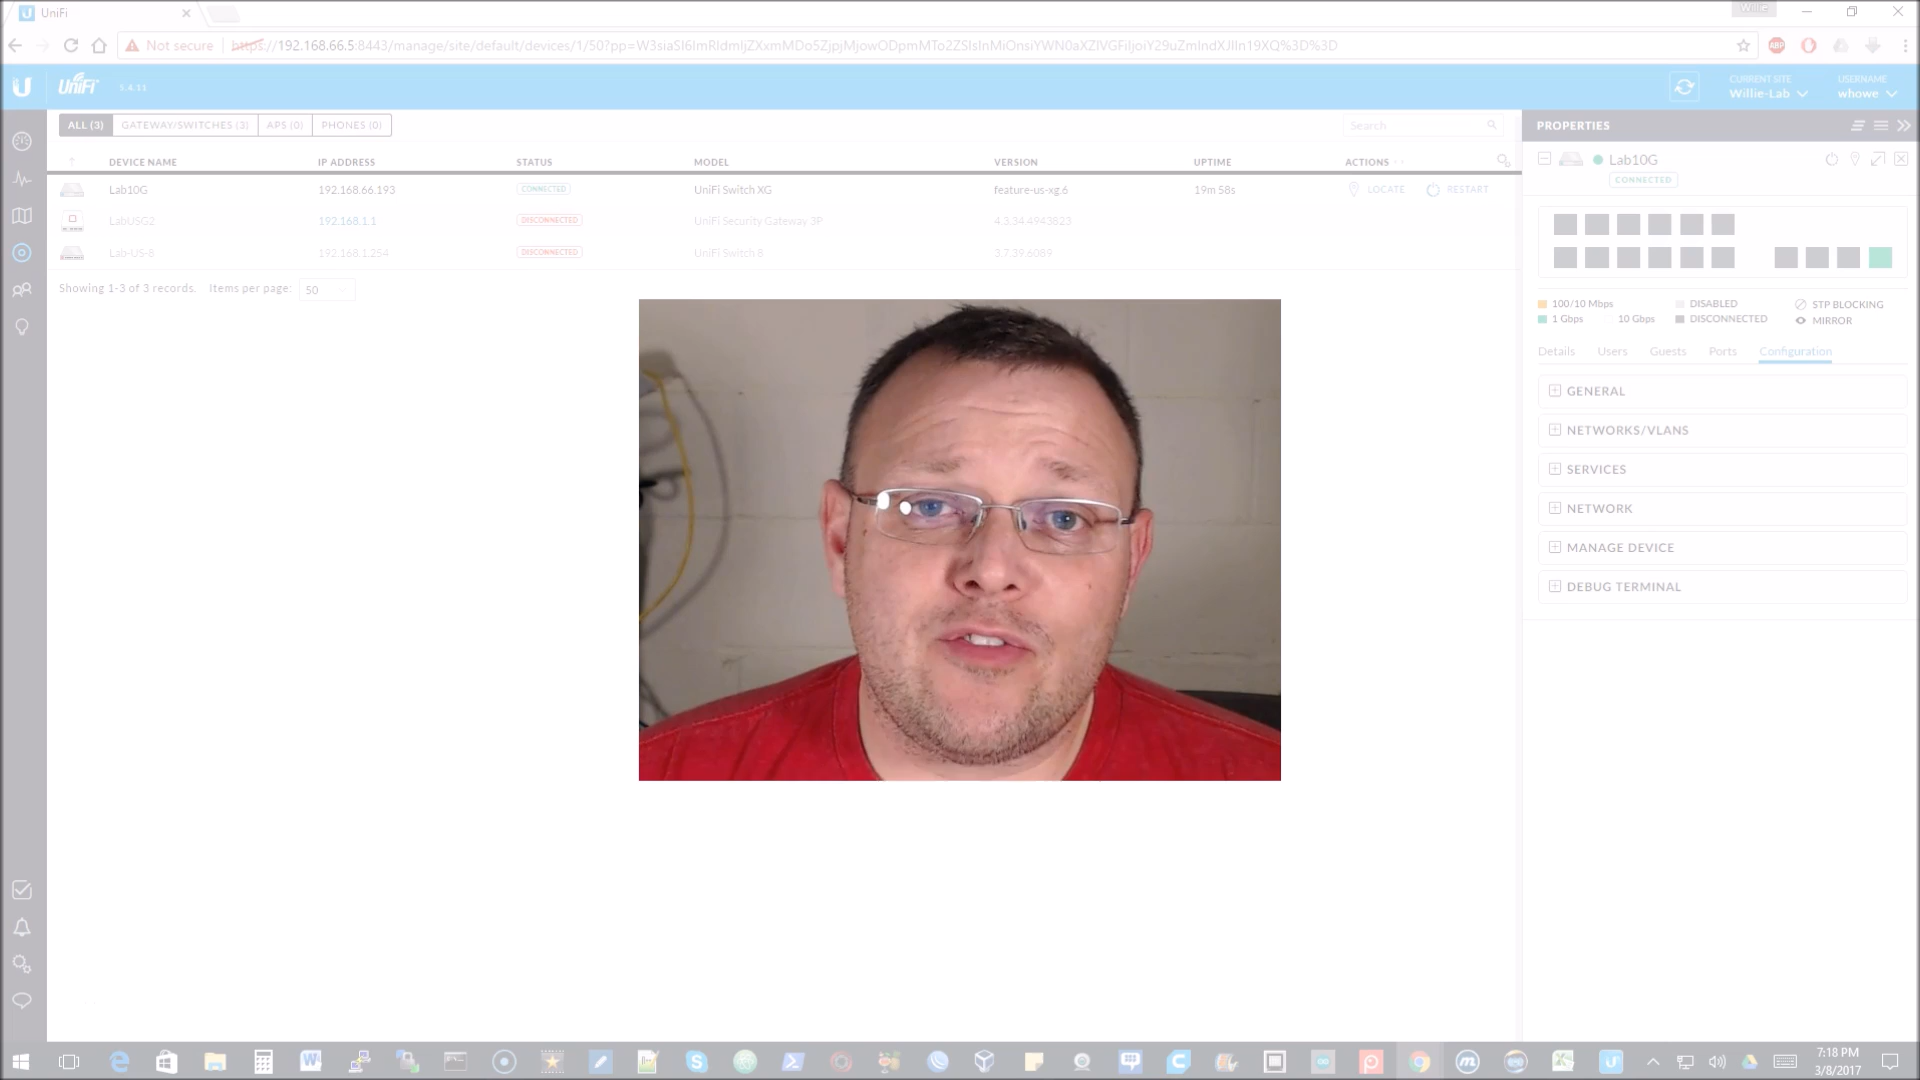 UniFi
Willie
Not secure
https://192.168.66.5:8443/manage/site/default/devices/1/50?pp=
UniFi 5.4.11
CURRENT SITE
Willie-Lab
USERNAME
whowe
ALL (3) GATEWAY/SWITCHES (3) APS (0) PHONES (0)
Search
DEVICE NAME IP ADDRESS STATUS MODEL VERSION UPTIME ACTIONS
Lab10G 192.168.66.193 CONNECTED UniFi Switch XG feature-us-xg.6 19m 58s LOCATE RESTART
LabUSG2 192.168.1.1 DISCONNECTED UniFi Security Gateway 3P 4.3.34.4943823
Lab-US-8 192.168.1.254 DISCONNECTED UniFi Switch 8 3.7.39.6089
Showing 1-3 of 3 records. Items per page: 50
PROPERTIES
Lab10G
CONNECTED
100/10 Mbps DISABLED STP BLOCKING
1 Gbps 10 Gbps DISCONNECTED MIRROR
Details Users Guests Ports Configuration
GENERAL
NETWORKS/VLANS
SERVICES
NETWORK
MANAGE DEVICE
DEBUG TERMINAL
7:18 PM
3/8/2017